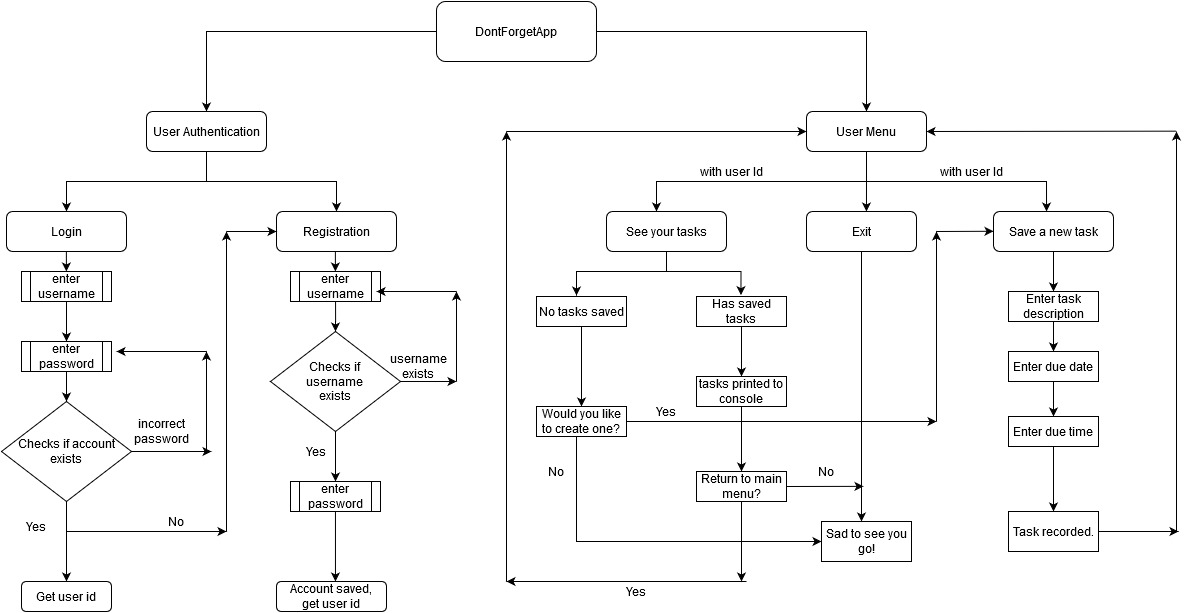 DontForgetApp
User Authentication
User Menu
with user Id
with user Id
Login
Registration
See your tasks
Exit
Save a new task
enter
username
enter
username
No tasks saved
Has saved
tasks
Enter task
description
enter
password
Checks if
username
exists
username
exists
tasks printed to
console
Enter due date
incorrect
password
Checks if account
exists
Yes
Would you like
to create one?
Yes
Enter due time
No
Return to main
menu?
No
enter
password
Yes
No
Sad to see you
go!
Task recorded.
Get user id
Account saved,
get user id
Yes